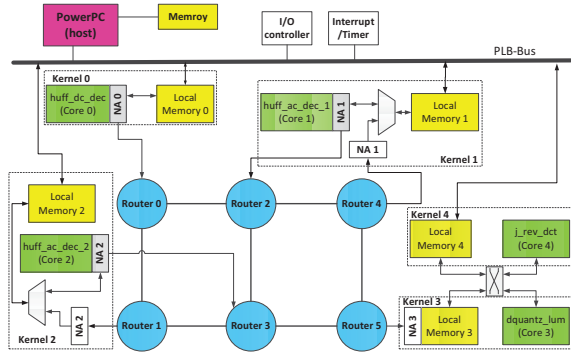 PowerPC
(host)
Memroy
I/O
controller
Interrupt
/Timer
PLB-Bus
Kernel 0
huff_dc_dec
(Core 0)
NA 0
Local
Memory 0
huff_ac_dec_1
(Core 1)
NA 1
Local
Memory 1
NA 1
Kernel 1
Local
Memory 2
Router 0
Router 2
Router 4
huff_ac_dec_2
(Core 2)
NA 2
Kernel 4
Local
Memory 4
j_rev_dct
(Core 4)
NA 2
Kernel 2
Router 1
Router 3
Router 5
Kernel 3
NA 3
Local
Memory 3
dquantz_lum
(Core 3)